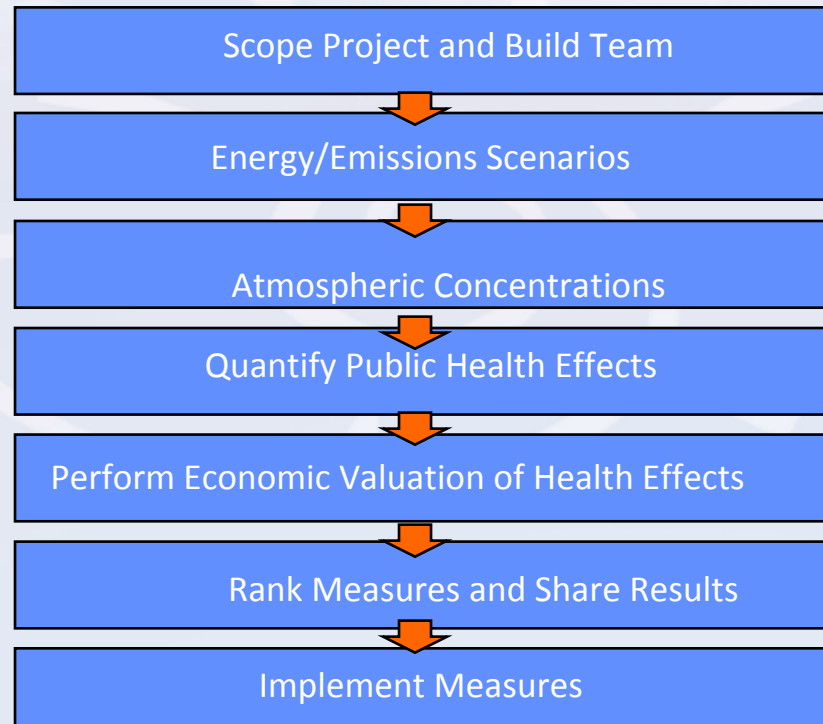 Scope Project and Build Team
Energy/Emissions Scenarios
Atmospheric Concentrations
Quantify Public Health Effects
Perform Economic Valuation of Health Effects
Rank Measures and Share Results
Implement Measures